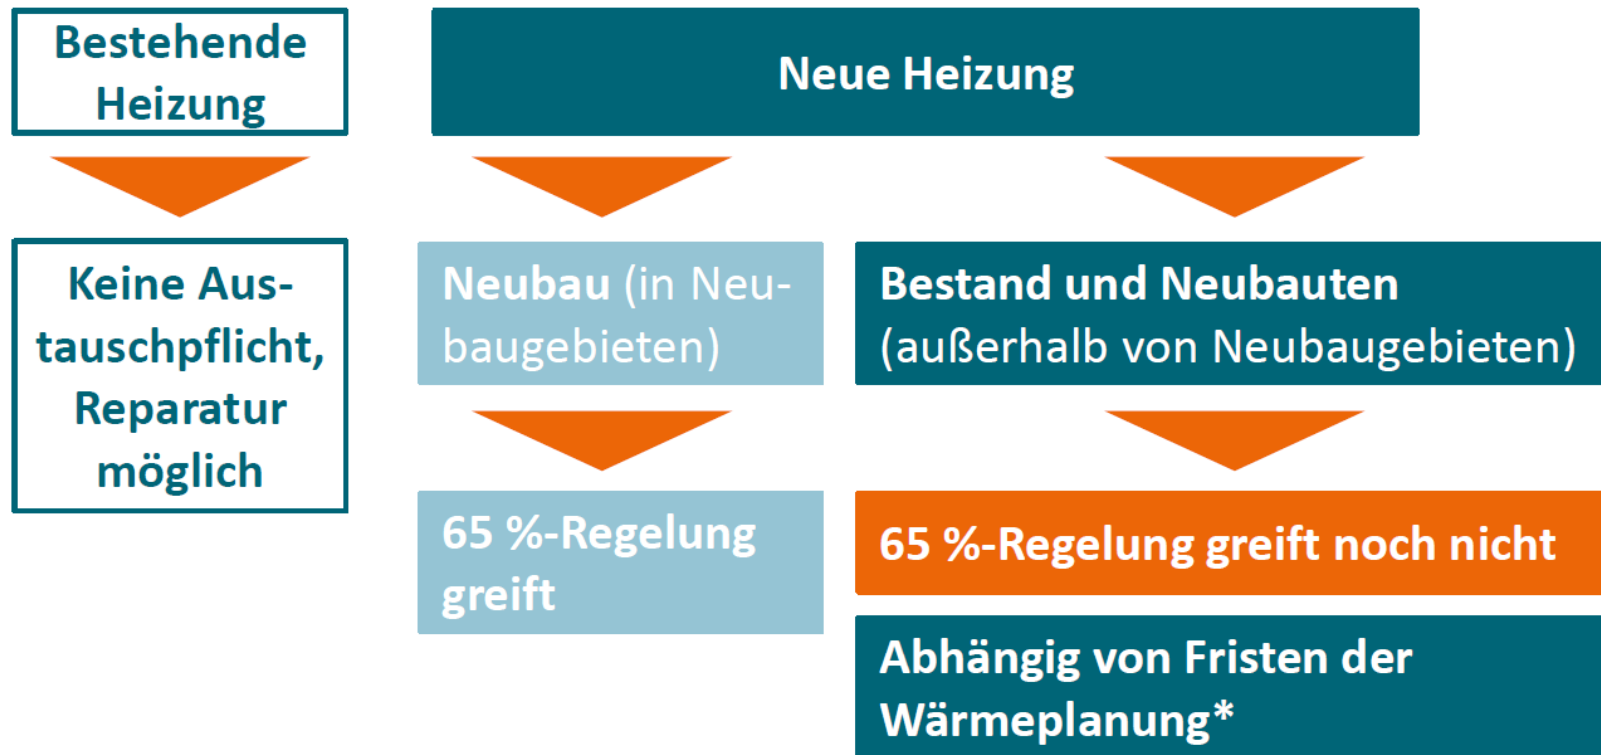 Bestehende
Heizung
Neue Heizung
Keine Aus-
tauschpflicht,
Reparatur
möglich
Neubau (in Neu-
baugebieten)
Bestand und Neubauten
(außerhalb von Neubaugebieten)
65 %-Regelung
greift
65 %-Regelung greift noch nicht
Abhängig von Fristen der
Wärmeplanung*